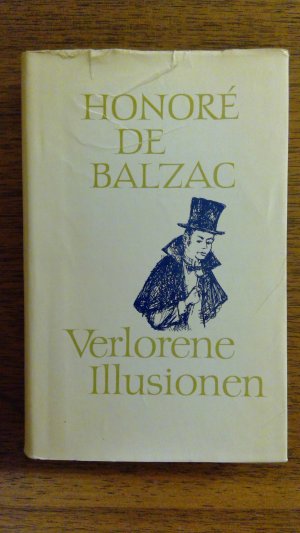 HONORÉ
DE
BALZAC
Verlorene
Illusionen